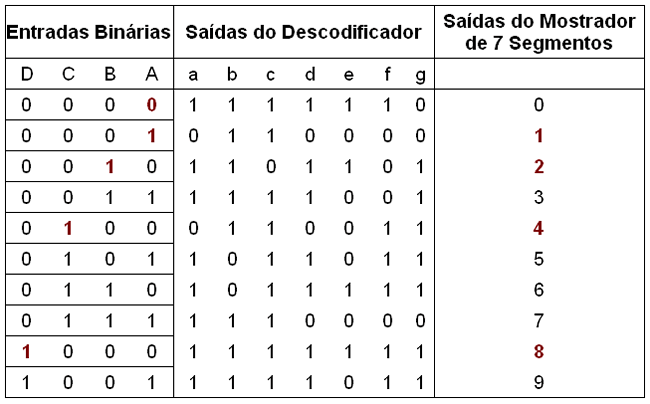 Entradas Binárias Saídas do Descodificador Saídas do Mostrador de 7 Segmentos
D C B A a b c d e f g
0 0 0 0 1 1 1 1 1 1 0 0
0 0 0 1 0 1 1 0 0 0 0 1
0 0 1 0 1 1 0 1 1 0 1 2
0 0 1 1 1 1 1 1 0 0 1 3
0 1 0 0 0 1 1 0 0 1 1 4
0 1 0 1 1 0 1 1 0 1 1 5
0 1 1 0 1 0 1 1 1 1 1 6
0 1 1 1 1 1 1 0 0 0 0 7
1 0 0 0 1 1 1 1 1 1 1 8
1 0 0 1 1 1 1 1 0 1 1 9